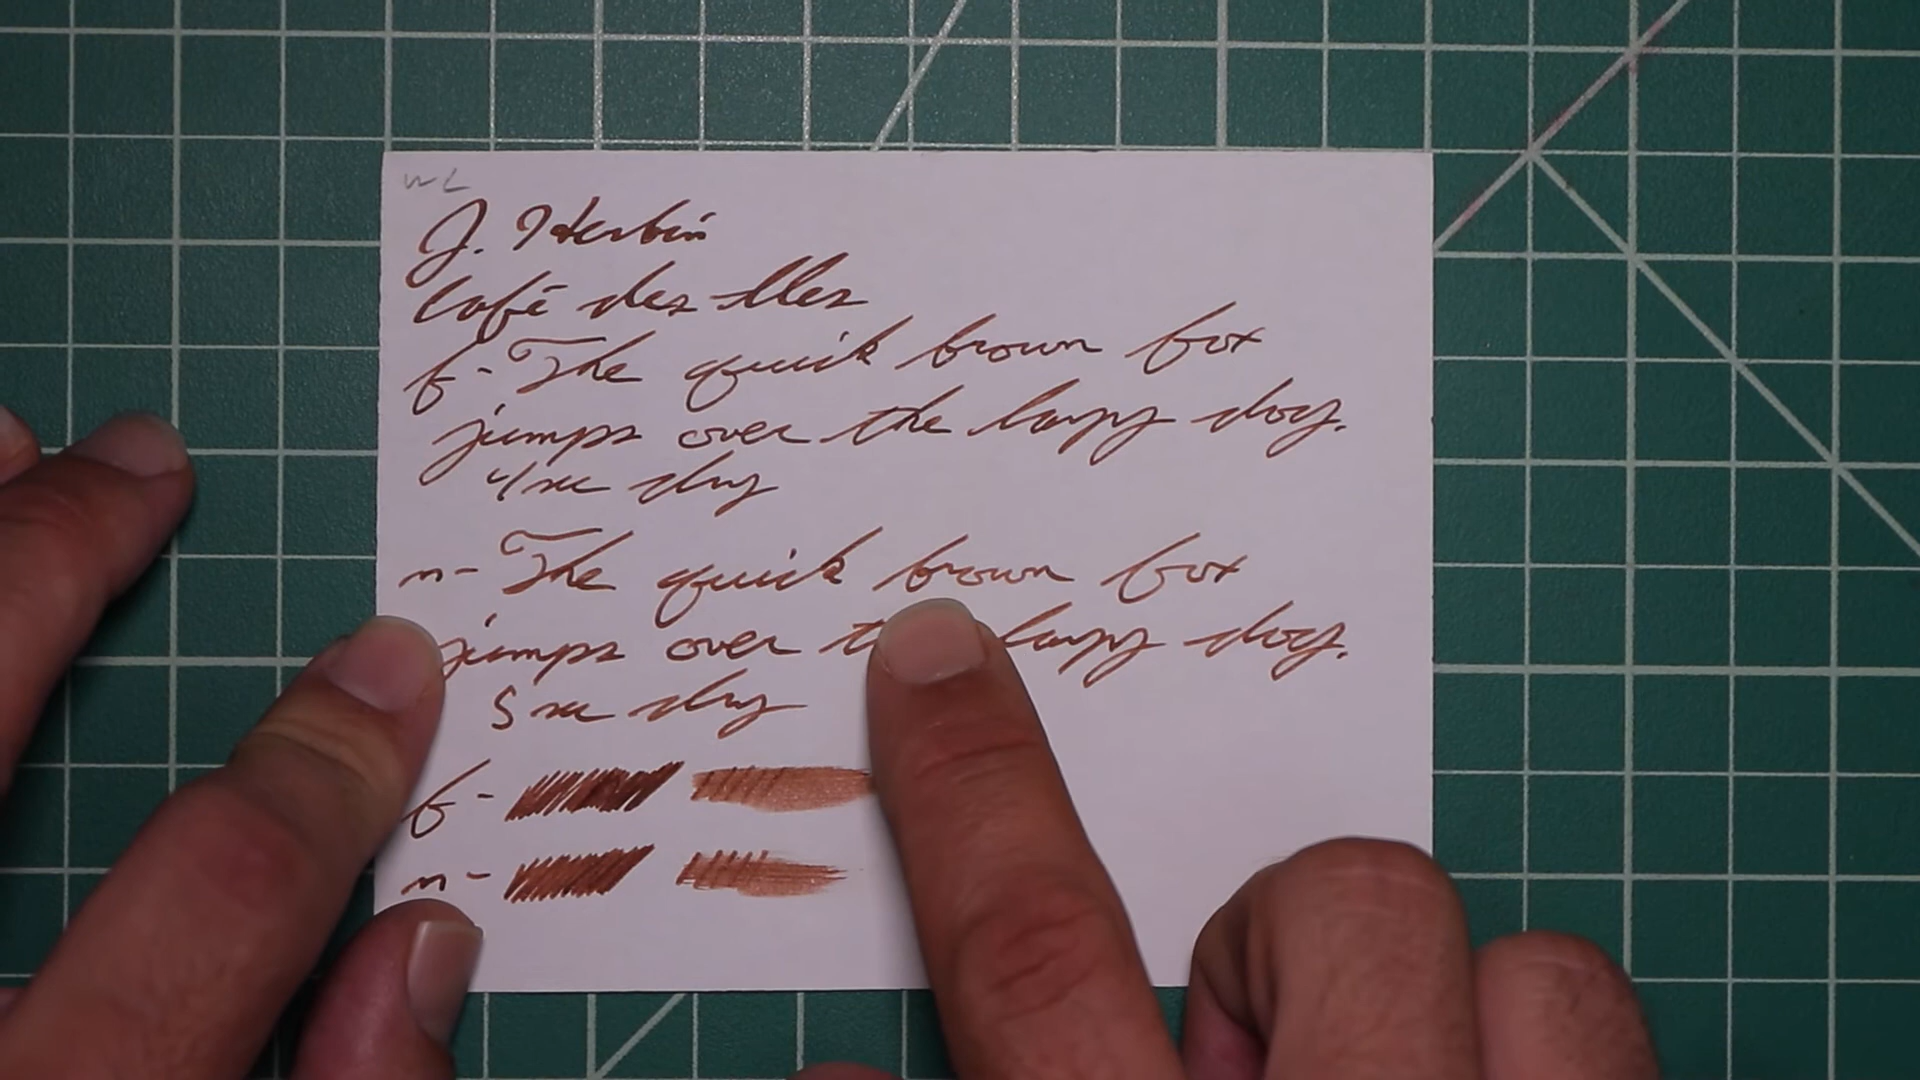 WL
J. Herbin
Café des Iles
f - The quick brown fox
jumps over the lazy dog.
4 sec dry
m - The quick brown fox
jumps over lazy dog.
5 sec dry
f -
m -